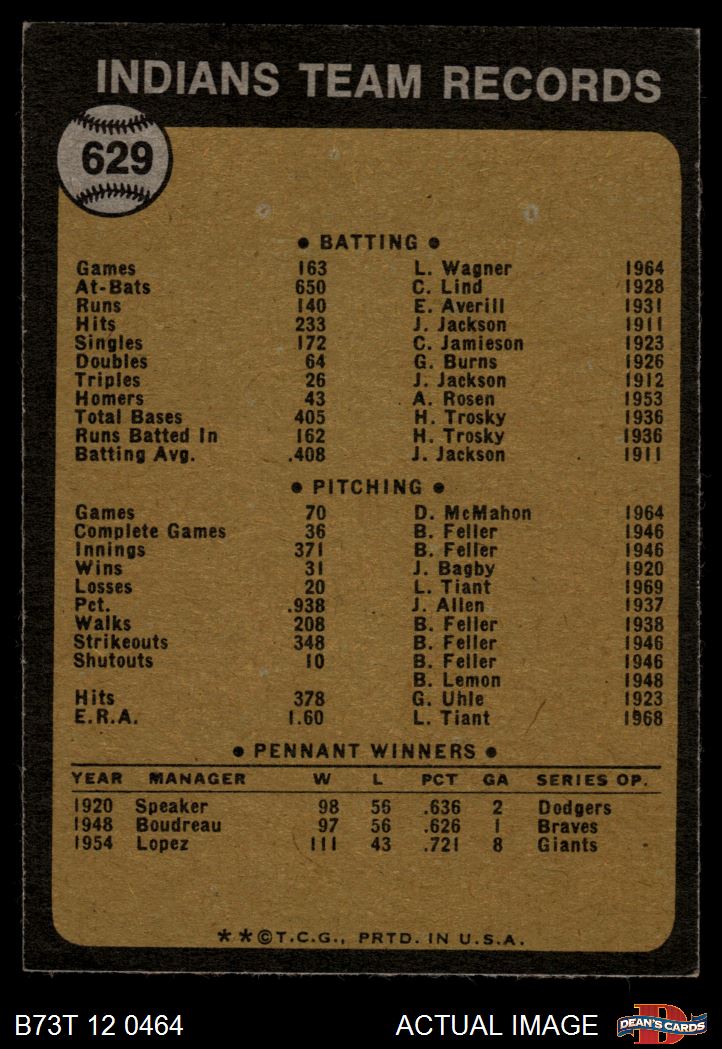 INDIANS TEAM RECORDS
629
● BATTING ●
Games 163 L. Wagner 1964
At-Bats 650 C. Lind 1928
Runs 140 E. Averill 1931
Hits 233 J. Jackson 1911
Singles 172 C. Jamieson 1923
Doubles 64 G. Burns 1926
Triples 26 J. Jackson 1912
Homers 43 A. Rosen 1953
Total Bases 405 H. Trosky 1936
Runs Batted In 162 H. Trosky 1936
Batting Avg. .408 J. Jackson 1911
● PITCHING ●
Games 70 D. McMahon 1964
Complete Games 36 B. Feller 1946
Innings 371 B. Feller 1946
Wins 31 J. Bagby 1920
Losses 20 L. Tiant 1969
Pct. .938 J. Allen 1937
Walks 208 B. Feller 1938
Strikeouts 348 B. Feller 1946
Shutouts 10 B. Feller 1946
B. Lemon 1948
Hits 378 G. Uhle 1923
E.R.A. 1.60 L. Tiant 1968
● PENNANT WINNERS ●
YEAR MANAGER W L PCT GA SERIES OP.
1920 Speaker 98 56 .636 2 Dodgers
1948 Boudreau 97 56 .626 1 Braves
1954 Lopez 111 43 .721 8 Giants
**©T.C.G., PRTD. IN U.S.A.
B73T 12 0464 ACTUAL IMAGE D DEAN'S CARDS